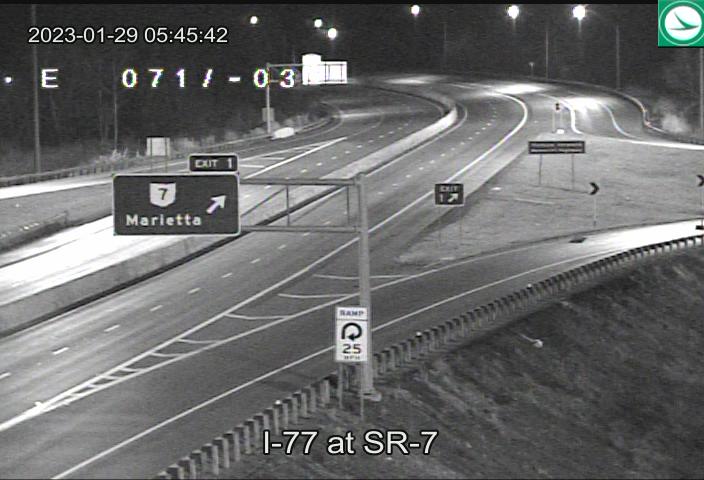 2023-01-29 05:45:42
E 071/-03
EXIT 1
7
Marietta
EXIT
1
RAMP
25
MPH
I-77 at SR-7